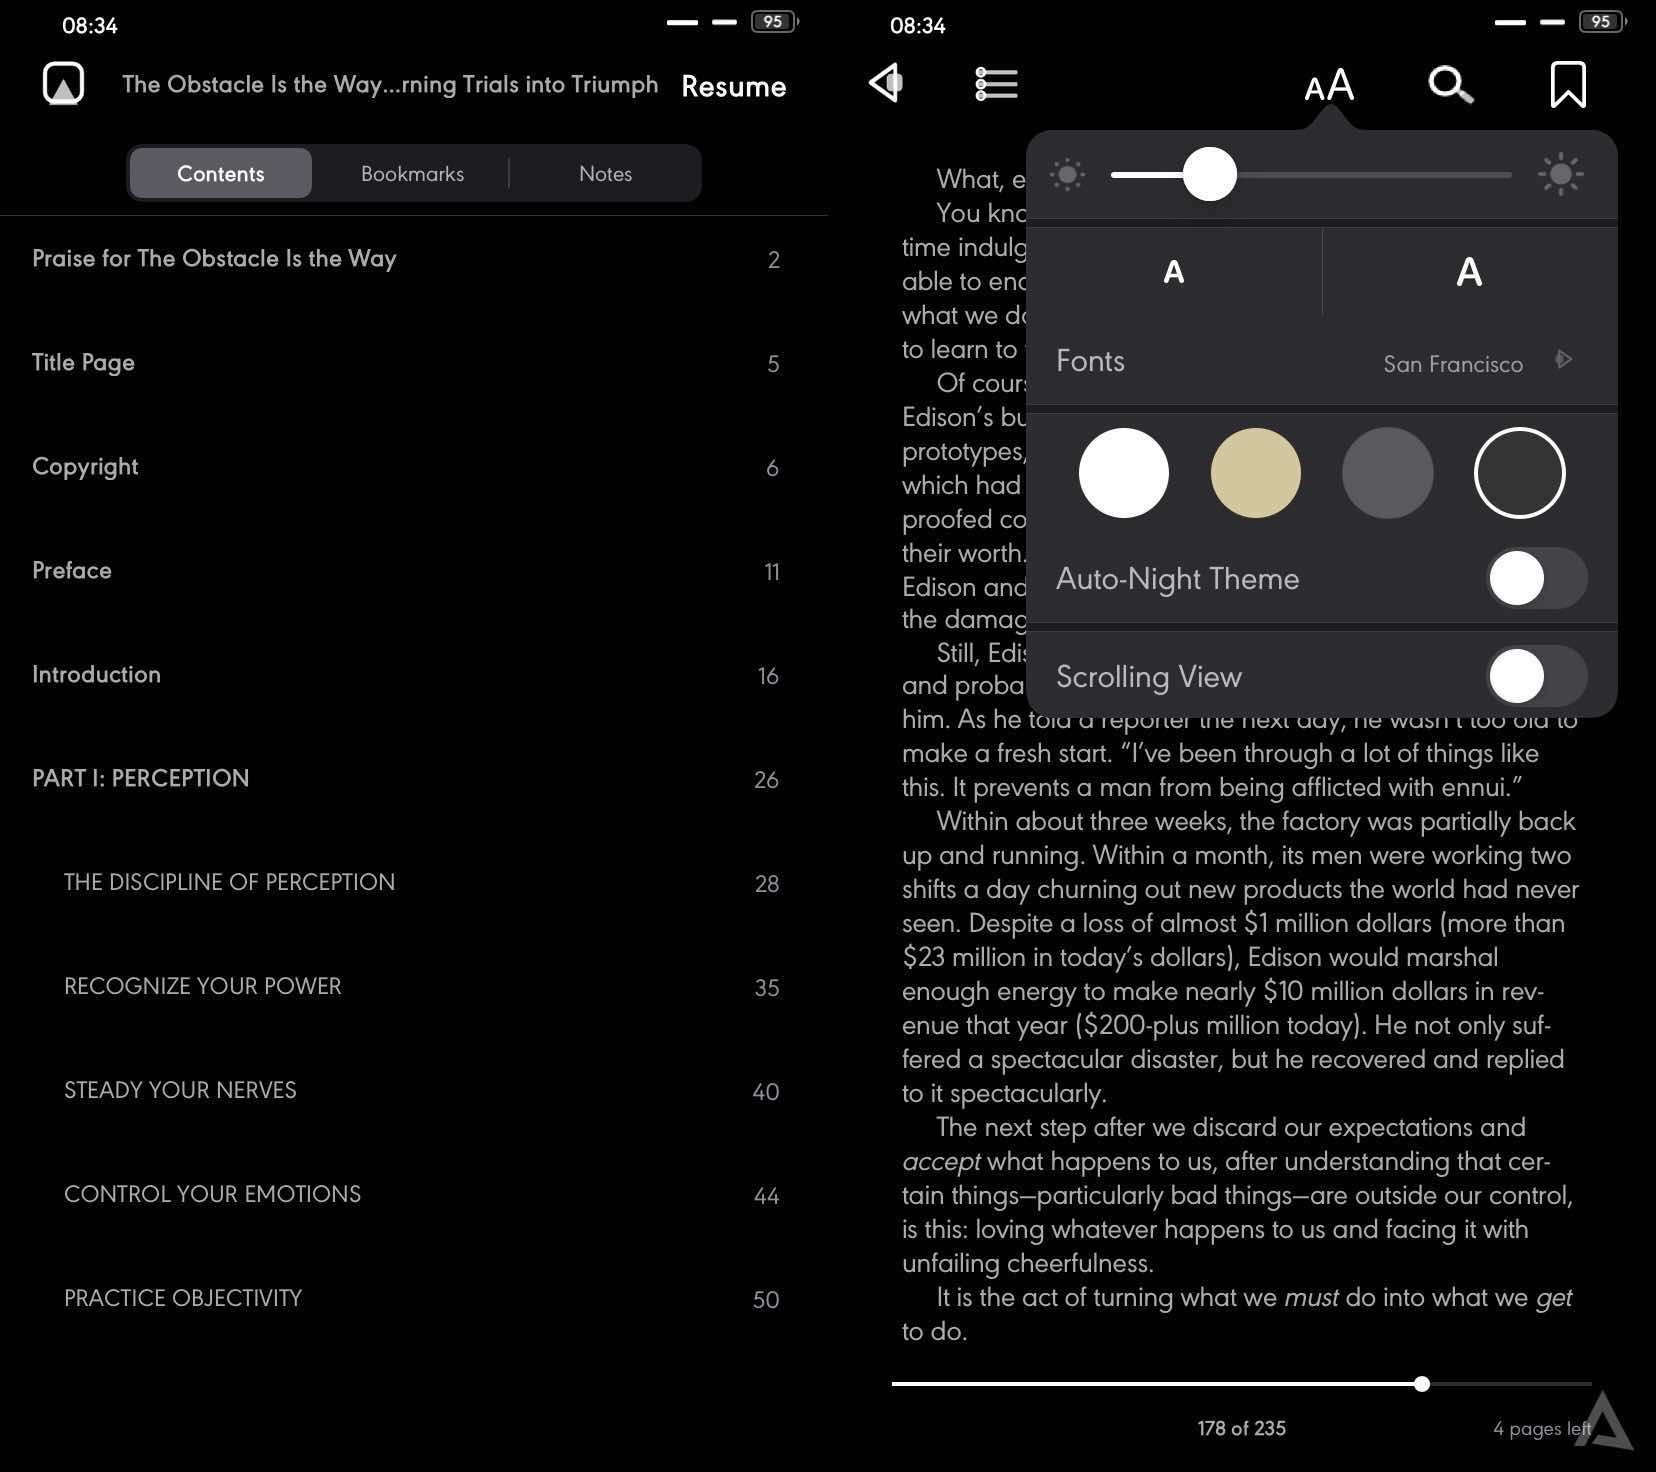 08:34
95
The Obstacle Is the Way...rning Trials into Triumph
Resume
Contents
Bookmarks
Notes
Praise for The Obstacle Is the Way 2
Title Page 5
Copyright 6
Preface 11
Introduction 16
PART I: PERCEPTION 26
THE DISCIPLINE OF PERCEPTION 28
RECOGNIZE YOUR POWER 35
STEADY YOUR NERVES 40
CONTROL YOUR EMOTIONS 44
PRACTICE OBJECTIVITY 50
08:34
95
AA
A A
Fonts San Francisco
Auto-Night Theme
Scrolling View
What,
You
time
able to
what we
to learn to
Of
Edison's
prototypes,
which had
proofed
their worth.
Edison and
the
Still,
and
him. As he told a reporter the next day, he wasn't too old to
make a fresh start. “I’ve been through a lot of things like
this. It prevents a man from being afflicted with ennui.”
Within about three weeks, the factory was partially back
up and running. Within a month, its men were working two
shifts a day churning out new products the world had never
seen. Despite a loss of almost $1 million dollars (more than
$23 million in today’s dollars), Edison would marshal
enough energy to make nearly $10 million dollars in rev-
enue that year ($200-plus million today). He not only suf-
fered a spectacular disaster, but he recovered and replied
to it spectacularly.
The next step after we discard our expectations and
accept what happens to us, after understanding that cer-
tain things—particularly bad things—are outside our control,
is this: loving whatever happens to us and facing it with
unfailing cheerfulness.
It is the act of turning what we must do into what we get
to do.
178 of 235
4 pages left